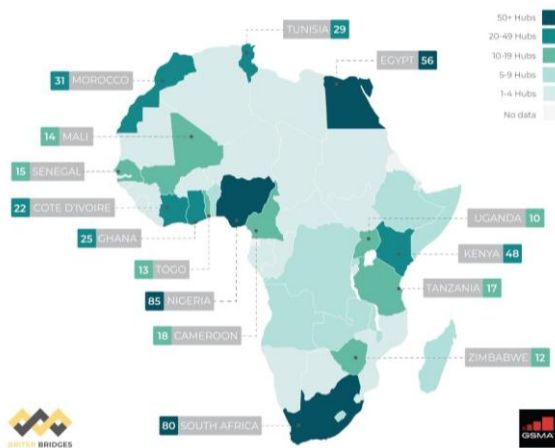 50+ Hubs
20-49 Hubs
10-19 Hubs
5-9 Hubs
1-4 Hubs
No data
TUNISIA 29
EGYPT 56
31 MOROCCO
14 MALI
15 SENEGAL
22 COTE D'IVOIRE
25 GHANA
13 TOGO
85 NIGERIA
18 CAMEROON
80 SOUTH AFRICA
UGANDA 10
KENYA 48
TANZANIA 17
ZIMBABWE 12
BRITER BRIDGES
GSMA